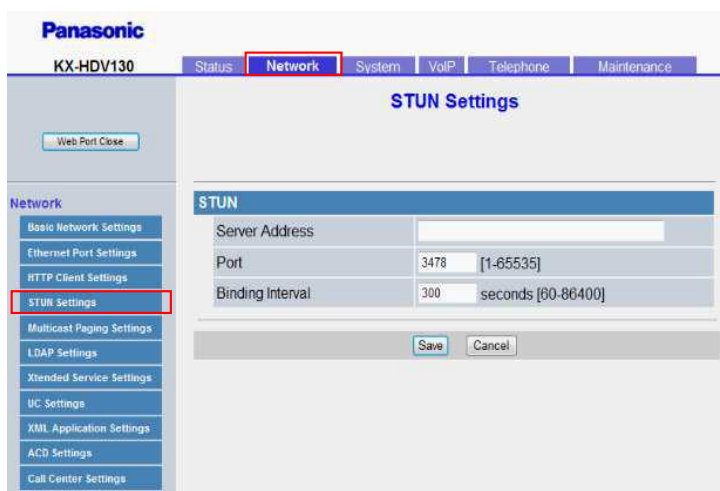 Panasonic
KX-HDV130
Status Network System VoIP Telephone Maintenance
STUN Settings
Web Port Close
Network
Basic Network Settings
Ethernet Port Settings
HTTP Client Settings
STUN Settings
Multicast Paging Settings
LDAP Settings
Xtended Service Settings
UC Settings
XML Application Settings
ACD Settings
Call Center Settings
STUN
Server Address
Port 3478 [1-65535]
Binding Interval 300 seconds [60-86400]
Save Cancel